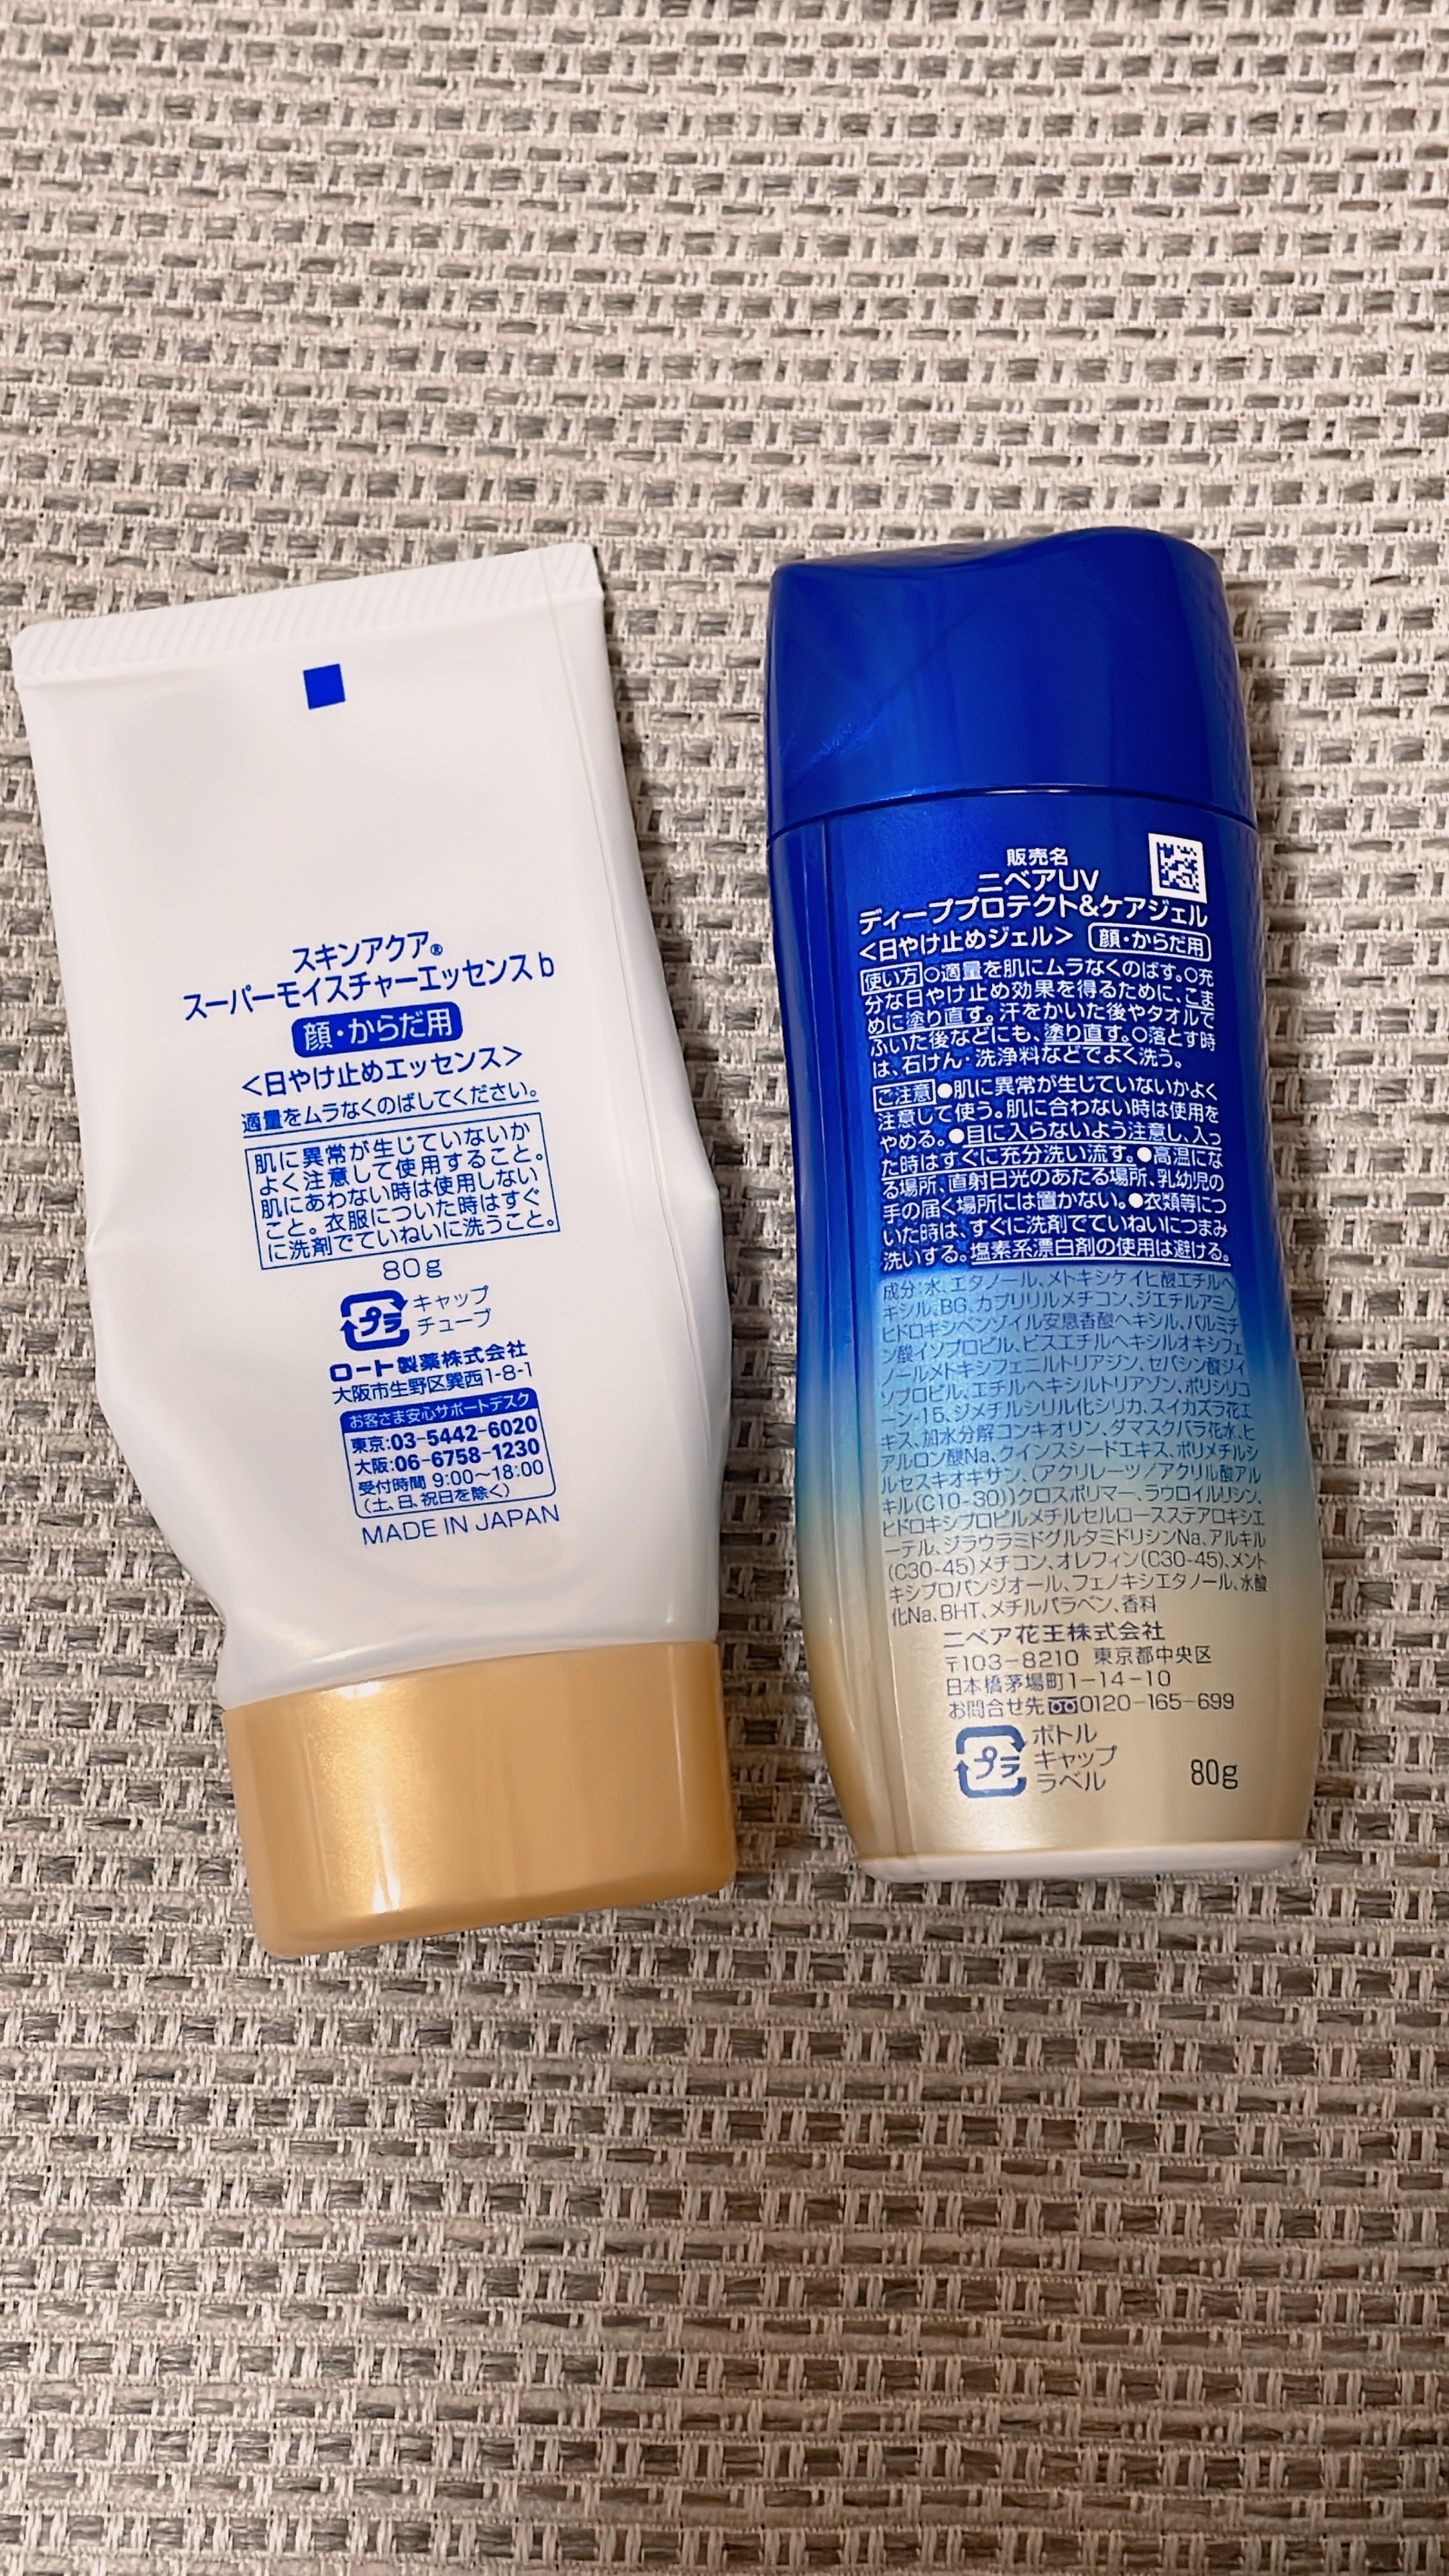 スキンアクア®
スーパーモイスチャーエッセンスb
顔・からだ用
<日やけ止めエッセンス>
適量をムラなくのばしてください。
肌に異常が生じていないか
よく注意して使用すること。
肌にあわない時は使用しない
こと。衣服についた時はすぐ
に洗剤でていねいに洗うこと。
80g
プラ
キャップ
チューブ
ロート製薬株式会社
大阪市生野区巽西1-8-1
お客さま安心サポートデスク
東京:03-5442-6020
大阪:06-6758-1230
受付時間 9:00〜18:00
(土、日、祝日を除く)
MADE IN JAPAN
販売名
ニベアUV
ディーププロテクト&ケアジェル
<日やけ止めジェル> 顔・からだ用
使い方○適量を肌にムラなくのばす。○充
分な日やけ止め効果を得るために、こま
めに塗り直す。汗をかいた後やタオルで
ふいた後などにも、塗り直す。○落とす時
は、石けん・洗浄料などでよく洗う。
ご注意●肌に異常が生じていないかよく
注意して使う。肌に合わない時は使用を
やめる。●目に入らないよう注意し、入っ
た時はすぐに充分洗い流す。●高温にな
る場所、直射日光のあたる場所、乳幼児の
手の届く場所には置かない。●衣類等につ
いた時は、すぐに洗剤でていねいにつまみ
洗いする。塩素系漂白剤の使用は避ける。
成分:水、エタノール、メトキシケイヒ酸エチルヘ
キシル、BG、カプリリルメチコン、ジエチルアミノ
ヒドロキシベンゾイル安息香酸ヘキシル、パルミチ
ン酸イソプロピル、ビスエチルヘキシルオキシフェ
ノールメトキシフェニルトリアジン、セバシン酸ジイ
ソプロピル、エチルヘキシルトリアゾン、ポリシリコ
ーン-15、ジメチルシリル化シリカ、スイカズラ花エ
キス、加水分解コンキオリン、ダマスクバラ花水、ヒ
アルロン酸Na、クインスシードエキス、ポリメチルシ
ルセスキオキサン、(アクリレーツ/アクリル酸アル
キル(C10-30))クロスポリマー、ラウロイルリシン、
ヒドロキシプロピルメチルセルロースステアロキシエ
ーテル、ジラウラミドグルタミドリシンNa、アルキル
(C30-45)メチコン、オレフィン(C30-45)、メント
キシプロパンジオール、フェノキシエタノール、水酸
化Na、BHT、メチルパラベン、香料
ニベア花王株式会社
〒103-8210 東京都中央区
日本橋茅場町1-14-10
お問合せ先 0120-165-699
プラ
ボトル
キャップ
ラベル
80g